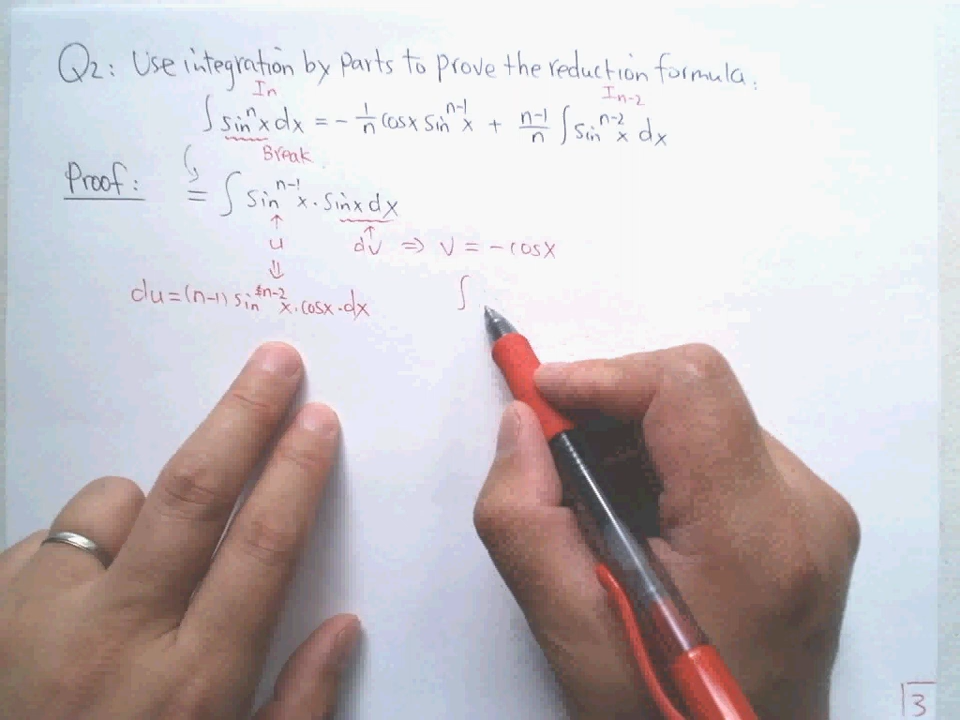 Q2: Use integration by parts to prove the reduction formula.
Iₙ Iₙ₋₂
∫ sinⁿx dx = - 1/n cosx sinⁿ⁻¹x + n-1/n ∫ sinⁿ⁻²x dx
Break
Proof: = ∫ sinⁿ⁻¹x · sinx dx
↑ ↑
u dv ⇒ v = -cosx
⇓
du = (n-1) sinⁿ⁻²x · cosx · dx ∫
3